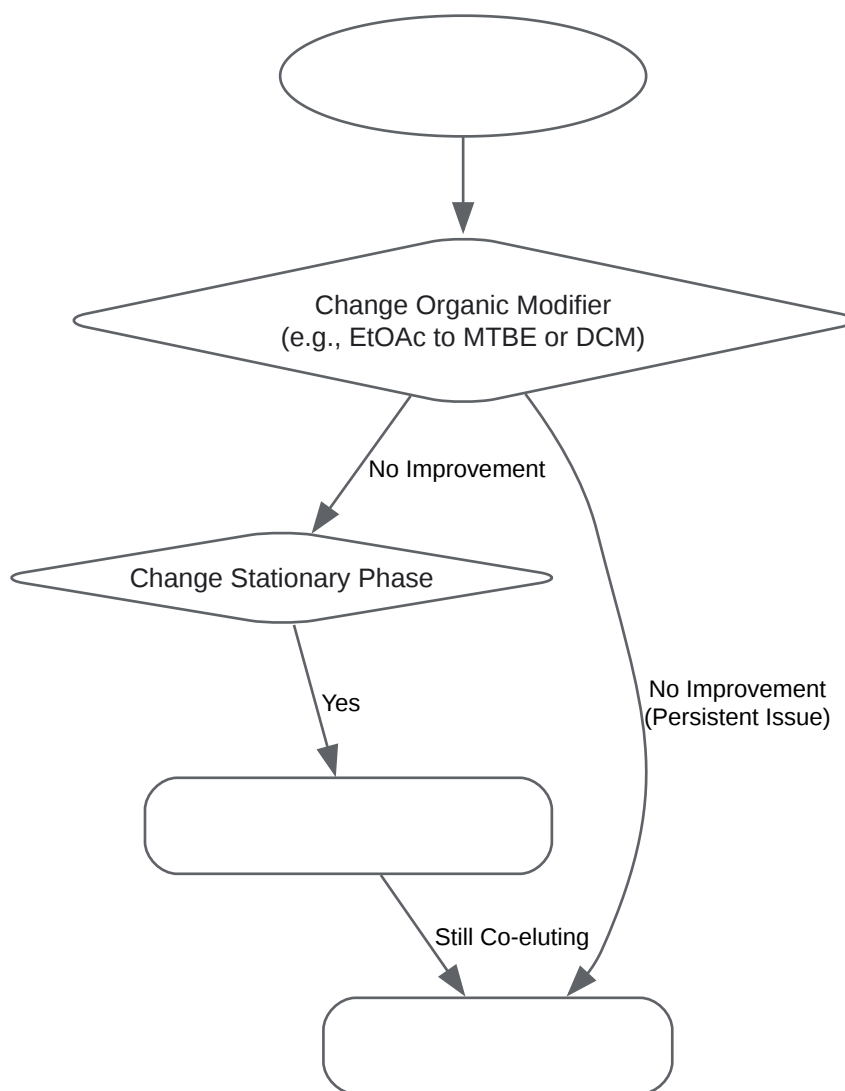 Change Organic Modifier
(e.g., EtOAc to MTBE or DCM)
No Improvement
Change Stationary Phase
Yes
No Improvement
(Persistent Issue)
Still Co-eluting